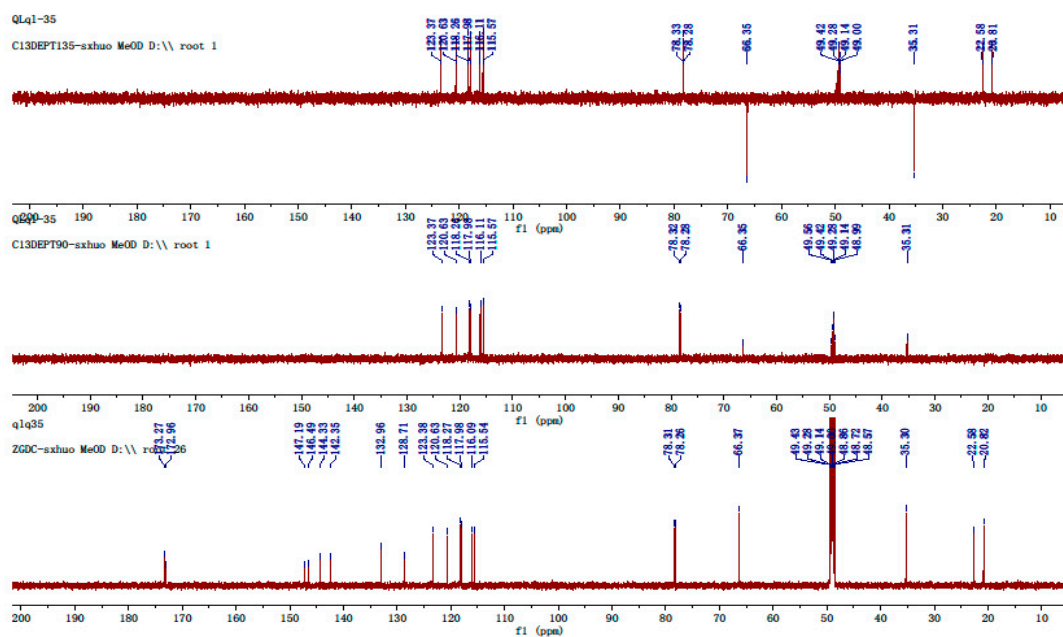 QLq1-35
C13DEPT135-sxhuo MeOD D:\\ root 1
123.37 120.63 118.26 117.98 116.11 115.57 78.33 78.28 66.35 49.42 49.28 49.14 49.00 35.31 22.58 20.81
200 190 180 170 160 150 140 130 120 110 100 90 80 70 60 50 40 30 20 10
f1 (ppm)
QLq1-35
C13DEPT90-sxhuo MeOD D:\\ root 1
123.37 120.63 118.26 117.98 116.11 115.57 78.32 78.28 66.35 49.56 49.42 49.28 49.14 48.99 35.31
200 190 180 170 160 150 140 130 120 110 100 90 80 70 60 50 40 30 20 10
f1 (ppm)
qlq35
ZGDC-sxhuo MeOD D:\\ root 26
173.27 172.96 147.19 146.49 144.33 142.35 132.96 128.71 123.38 120.63 118.27 117.98 116.09 115.54 78.31 78.26 66.37 49.43 49.28 49.14 48.86 48.72 48.57 35.30 22.58 20.82
200 190 180 170 160 150 140 130 120 110 100 90 80 70 60 50 40 30 20 10
f1 (ppm)